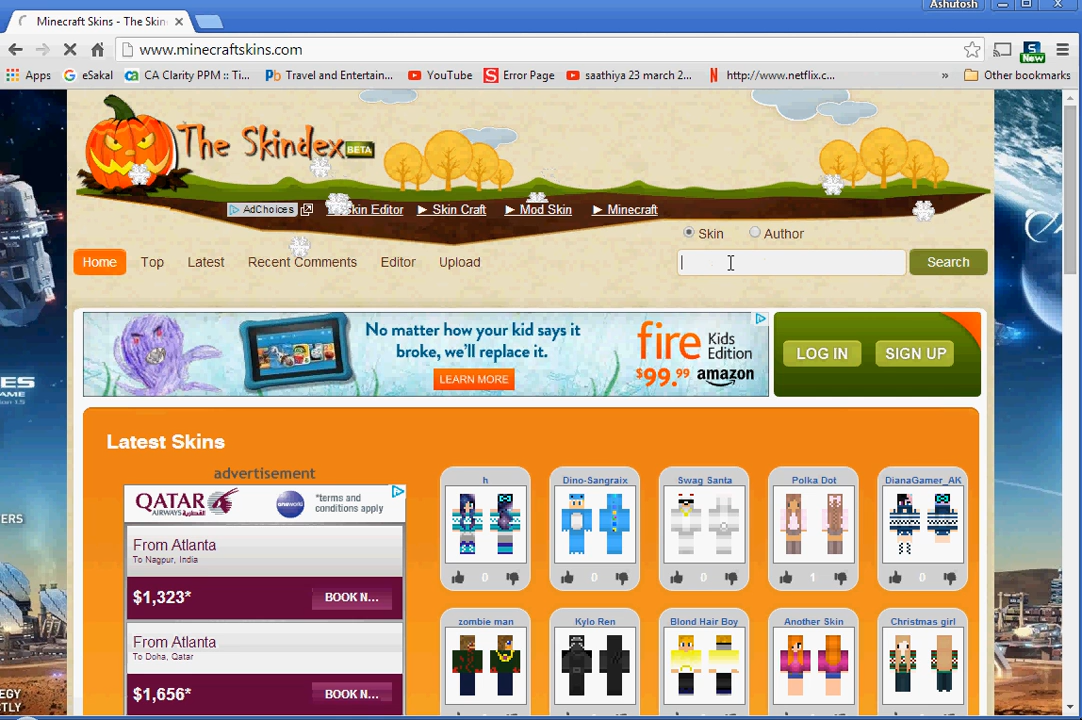 Ashutosh
Minecraft Skins - The Skin
www.minecraftskins.com
New
Apps eSakal CA Clarity PPM :: Ti... Travel and Entertain... YouTube Error Page saathiya 23 march 2... http://www.netflix.c... » Other bookmarks
The Skindex BETA
AdChoices Skin Editor ► Skin Craft ► Mod Skin ► Minecraft
Skin Author
Home Top Latest Recent Comments Editor Upload Search
No matter how your kid says it
broke, we'll replace it.
LEARN MORE
fire Kids
Edition
$99.99 amazon
LOG IN SIGN UP
Latest Skins
advertisement
QATAR
AIRWAYS
oneworld
*terms and
conditions apply
From Atlanta
To Nagpur, India
$1,323* BOOK N...
From Atlanta
To Doha, Qatar
$1,656* BOOK N...
h Dino-Sangraix Swag Santa Polka Dot DianaGamer_AK
0 0 0 1 0
zombie man Kylo Ren Blond Hair Boy Another Skin Christmas girl